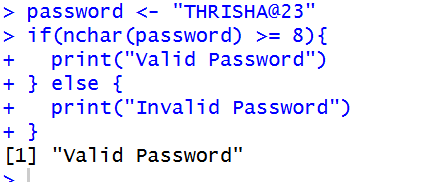 > password <- "THRISHA@23"
> if(nchar(password) >= 8){
+   print("Valid Password")
+ } else {
+   print("Invalid Password")
+ }
[1] "Valid Password"
>